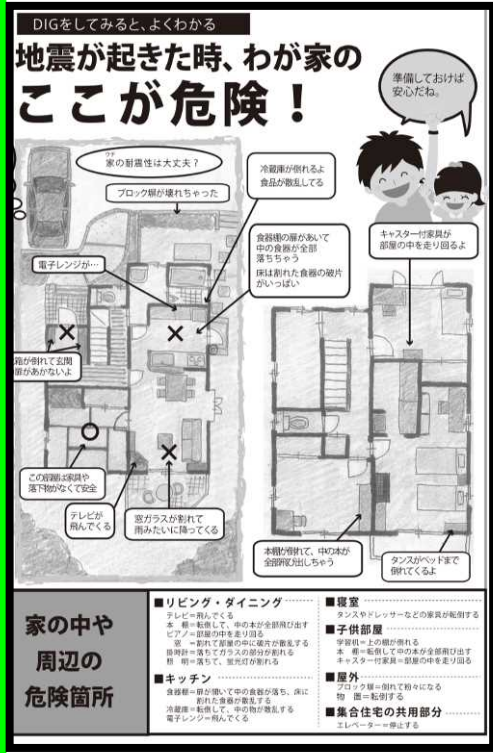 DIGをしてみると、よくわかる
地震が起きた時、わが家の
ここが危険！
準備しておけば
安心だね。
ウチ
家の耐震性は大丈夫？
ブロック塀が壊れちゃった
冷蔵庫が倒れるよ
食品が散乱してる
電子レンジが…
食器棚の扉があいて
中の食器が全部
落ちちゃう
床は割れた食器の破片
がいっぱい
キャスター付家具が
部屋の中を走り回るよ
箱が倒れて玄関
扉があかないよ
この部屋は家具や
落下物がなくて安全
テレビが
飛んでくる
窓ガラスが割れて
雨みたいに降ってくる
本棚が倒れて、中の本が
全部飛び出しちゃう
タンスがベッドまで
倒れてくるよ
家の中や
周辺の
危険箇所
■リビング・ダイニング
テレビ＝飛んでくる
本　棚＝転倒して、中の本が全部飛び出す
ピアノ＝部屋の中を走り回る
窓　＝割れて部屋の中に破片が散乱する
掛時計＝落ちてガラスの部分が割れる
照　明＝落ちて、蛍光灯が割れる
■キッチン
食器棚＝扉が開いて中の食器が落ち、床に
割れた食器が散乱する
冷蔵庫＝転倒して、中の物が散乱する
電子レンジ＝飛んでくる
■寝室
タンスやドレッサーなどの家具が転倒する
■子供部屋
学習机＝上の棚が倒れる
本　棚＝転倒して中の本が全部飛び出す
キャスター付家具＝部屋の中を走り回る
■屋外
ブロック塀＝倒れて粉々になる
物　置＝転倒する
■集合住宅の共用部分
エレベーター＝停止する